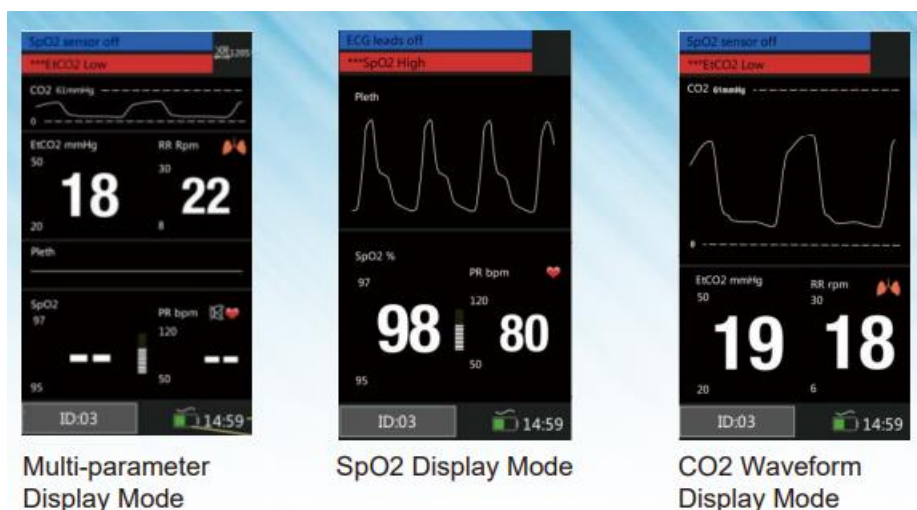 SpO2 sensor off
120S
***EtCO2 Low
CO2 61mmHg
0
EtCO2 mmHg
RR Rpm
50
30
18
22
20
8
Pleth
SpO2
97
PR bpm
120
--
--
95
50
ID:03
14:59
Multi-parameter
Display Mode
ECG leads off
***SpO2 High
Pleth
SpO2 %
97
PR bpm
120
98
80
50
95
ID:03
14:59
SpO2 Display Mode
SpO2 sensor off
***EtCO2 Low
CO2 61mmHg
0
EtCO2 mmHg
RR rpm
50
30
19
18
20
6
ID:03
14:59
CO2 Waveform
Display Mode